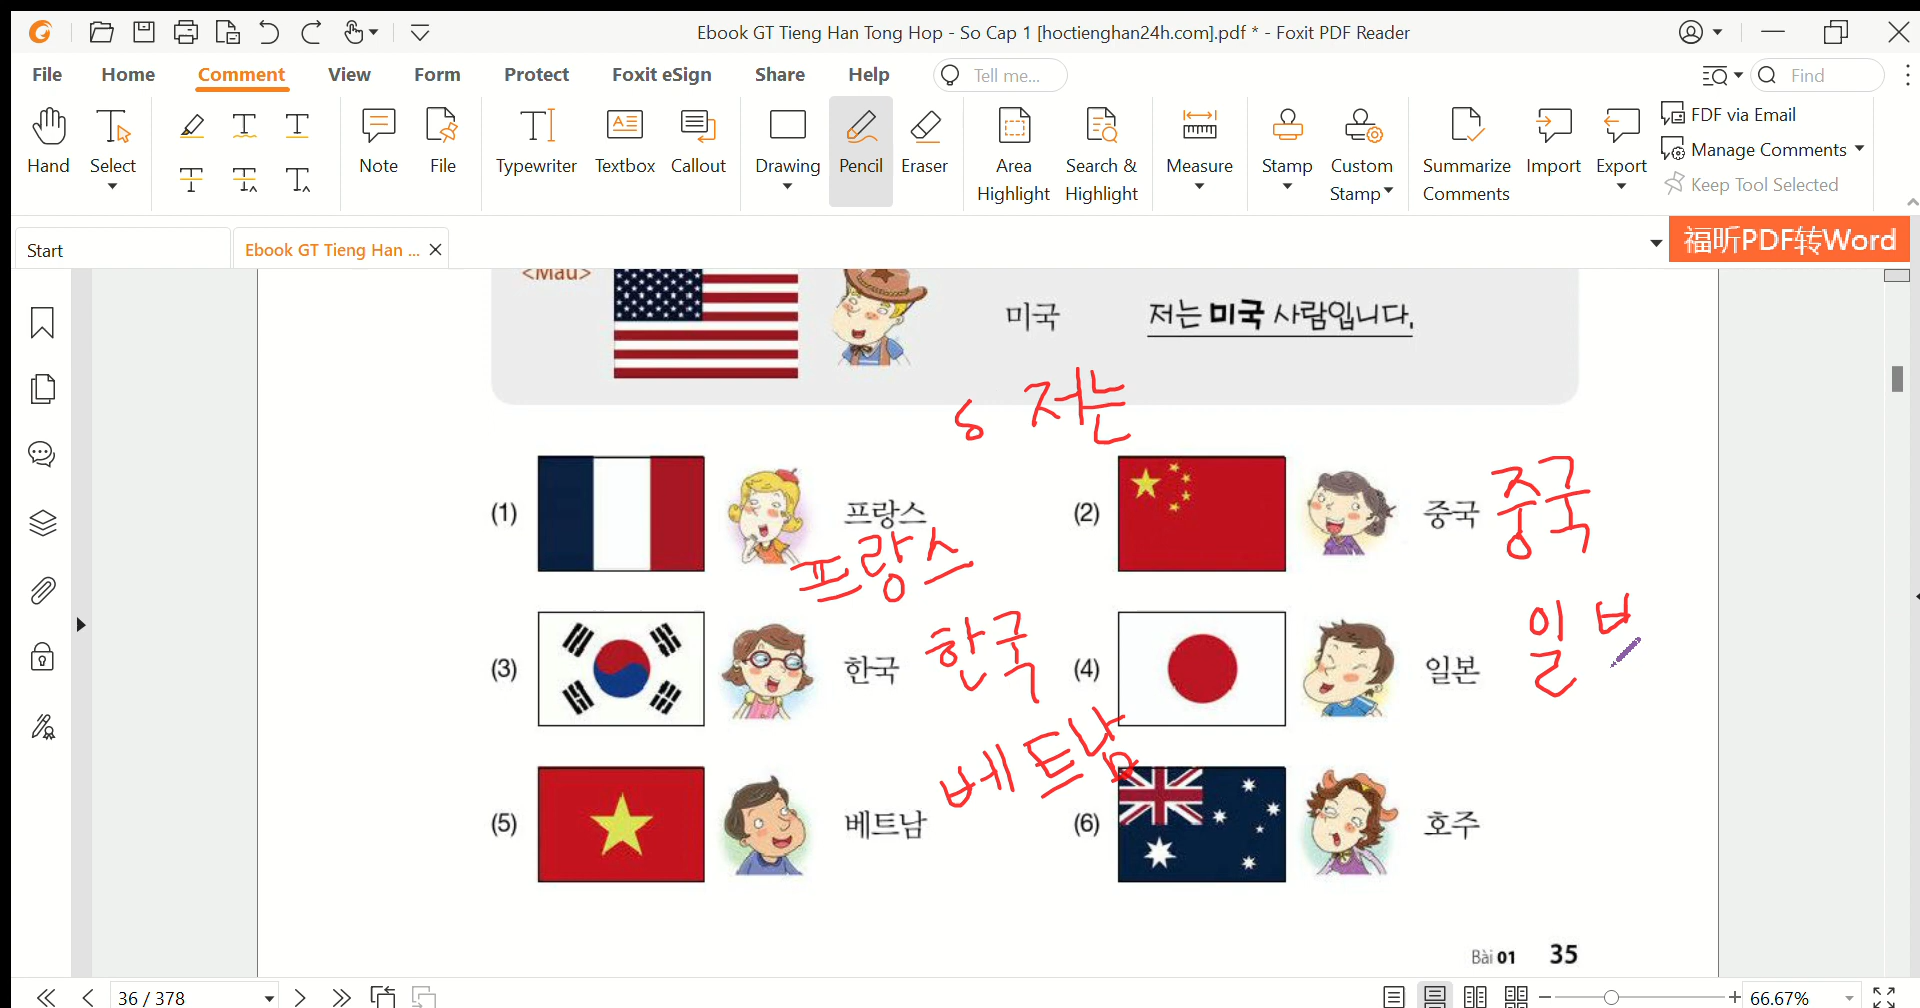 Ebook GT Tieng Han Tong Hop - So Cap 1 [hoctienghan24h.com].pdf * - Foxit PDF Reader
File Home Comment View Form Protect Foxit eSign Share Help Tell me... Find
Hand Select Note File Typewriter Textbox Callout Drawing Pencil Eraser Area Highlight Search & Highlight Measure Stamp Custom Stamp Summarize Comments Import Export
FDF via Email
Manage Comments
Keep Tool Selected
Start Ebook GT Tieng Han ... 福昕PDF转Word
<Mẫu>
미국 저는 미국 사람입니다.
저는
(1) 프랑스 (2) 중국 중국
프랑스
(3) 한국 한국 (4) 일본 일
베트남
(5) 베트남 (6) 호주
Bài 01 35
36 / 378 66.67%